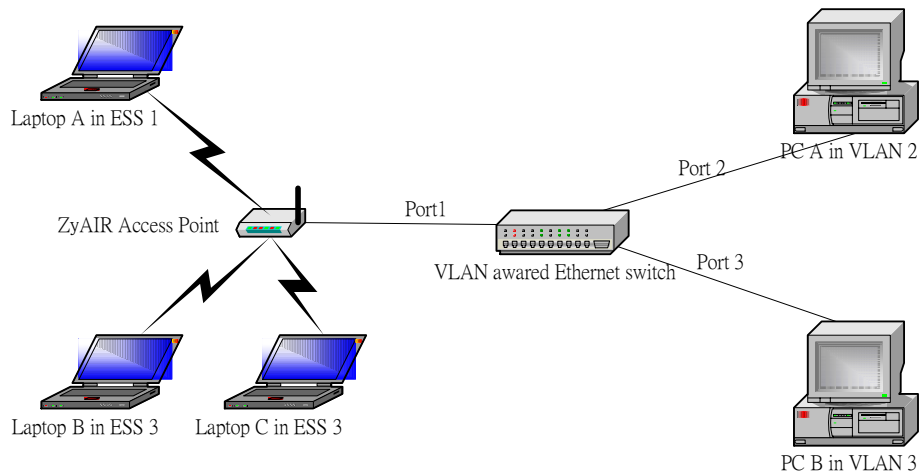 Laptop A in ESS 1
PC A in VLAN 2
Port 2
Port1
ZyAIR Access Point
VLAN awared Ethernet switch
Port 3
Laptop B in ESS 3
Laptop C in ESS 3
PC B in VLAN 3